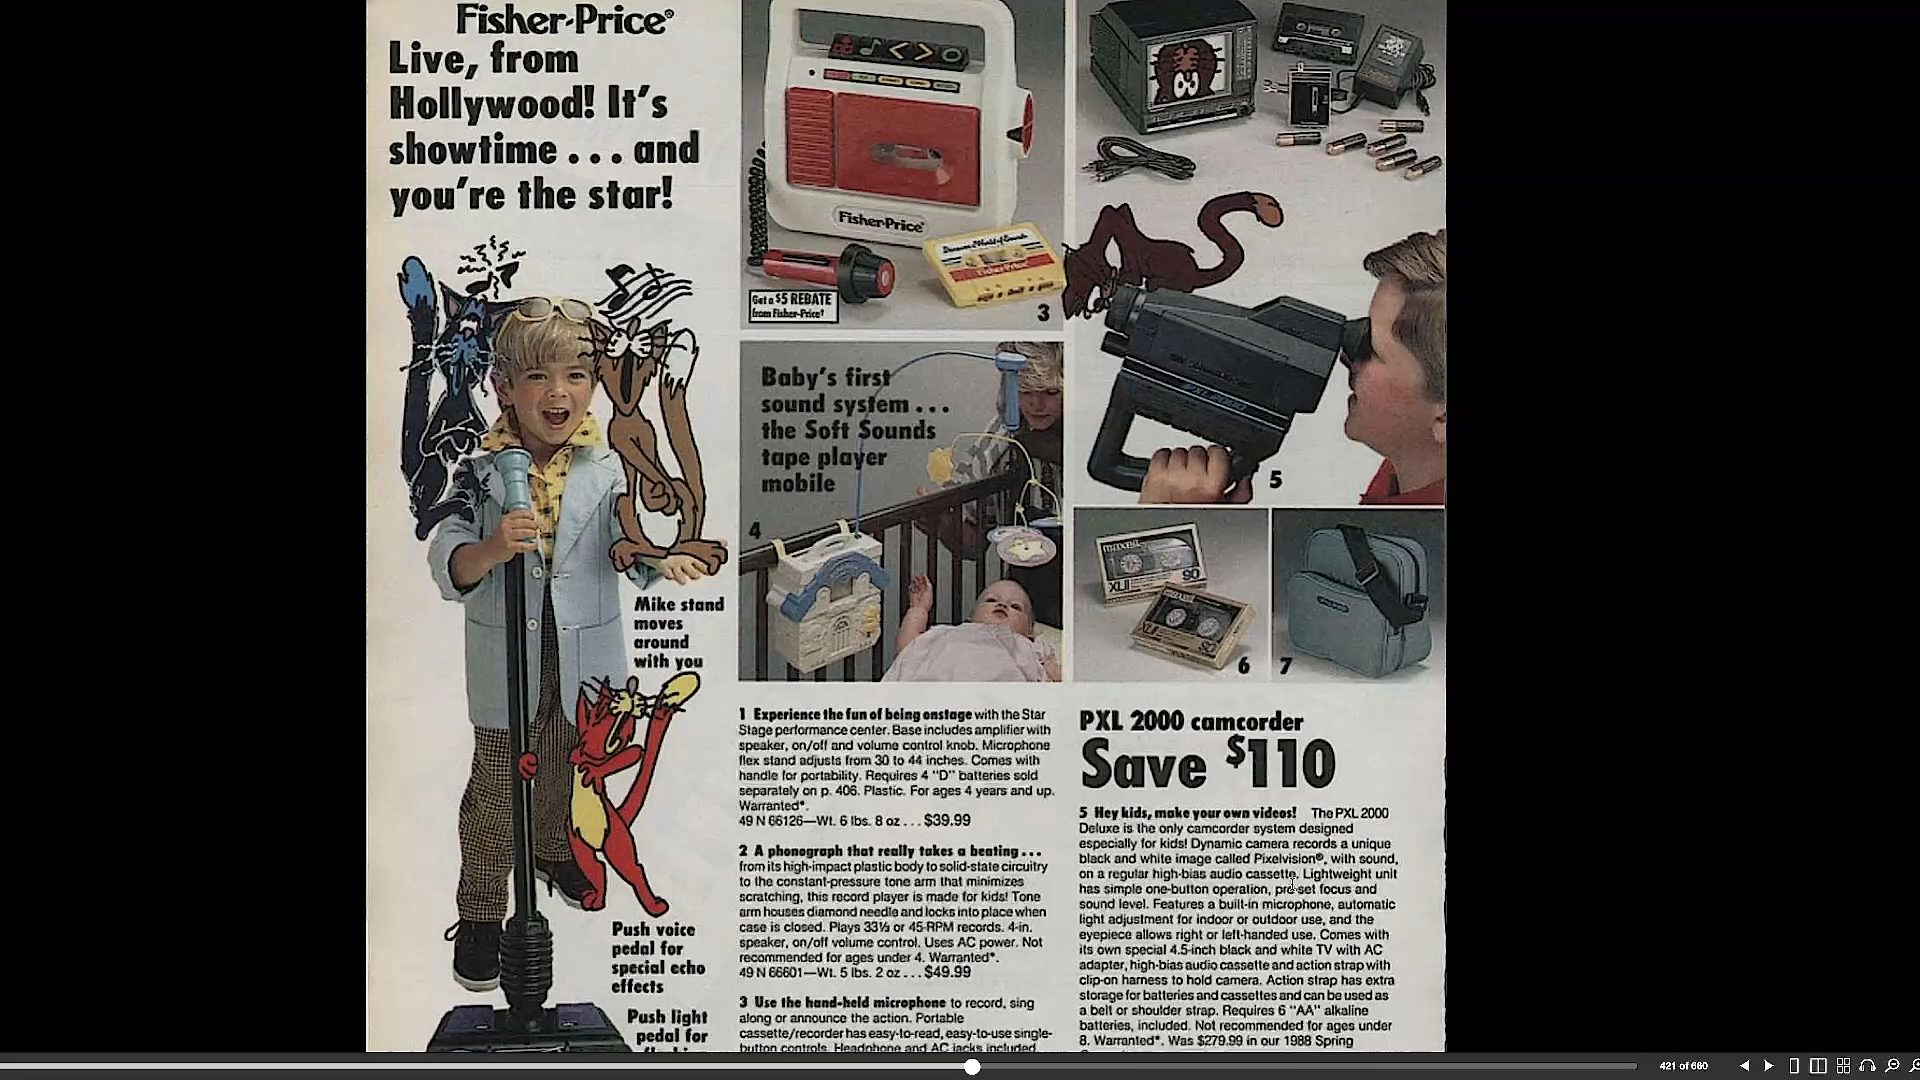 Fisher-Price®
Live, from
Hollywood! It's
showtime . . . and
you're the star!
Mike stand
moves
around
with you
Push voice
pedal for
special echo
effects
Push light
pedal for
Fisher-Price
Fisher-Price
Get a $5 REBATE
from Fisher-Price†
3
Baby's first
sound system . . .
the Soft Sounds
tape player
mobile
4
5
maxell
XLII 90
6
7
1 Experience the fun of being onstage with the Star
Stage performance center. Base includes amplifier with
speaker, on/off and volume control knob. Microphone
flex stand adjusts from 30 to 44 inches. Comes with
handle for portability. Requires 4 "D" batteries sold
separately on p. 406. Plastic. For ages 4 years and up.
Warranted*.
49 N 66126—Wt. 6 lbs. 8 oz . . . $39.99
2 A phonograph that really takes a beating . . .
from its high-impact plastic body to solid-state circuitry
to the constant-pressure tone arm that minimizes
scratching, this record player is made for kids! Tone
arm houses diamond needle and locks into place when
case is closed. Plays 33⅓ or 45-RPM records. 4-in.
speaker, on/off volume control. Uses AC power. Not
recommended for ages under 4. Warranted*.
49 N 66601—Wt. 5 lbs. 2 oz . . . $49.99
3 Use the hand-held microphone to record, sing
along or announce the action. Portable
cassette/recorder has easy-to-read, easy-to-use single-
button controls. Headphone and AC jacks included.
PXL 2000 camcorder
Save $110
5 Hey kids, make your own videos! The PXL 2000
Deluxe is the only camcorder system designed
especially for kids! Dynamic camera records a unique
black and white image called Pixelvision®, with sound,
on a regular high-bias audio cassette. Lightweight unit
has simple one-button operation, pre-set focus and
sound level. Features a built-in microphone, automatic
light adjustment for indoor or outdoor use, and the
eyepiece allows right or left-handed use. Comes with
its own special 4.5-inch black and white TV with AC
adapter, high-bias audio cassette and action strap with
clip-on harness to hold camera. Action strap has extra
storage for batteries and cassettes and can be used as
a belt or shoulder strap. Requires 6 "AA" alkaline
batteries, included. Not recommended for ages under
8. Warranted*. Was $279.99 in our 1988 Spring
421 of 660